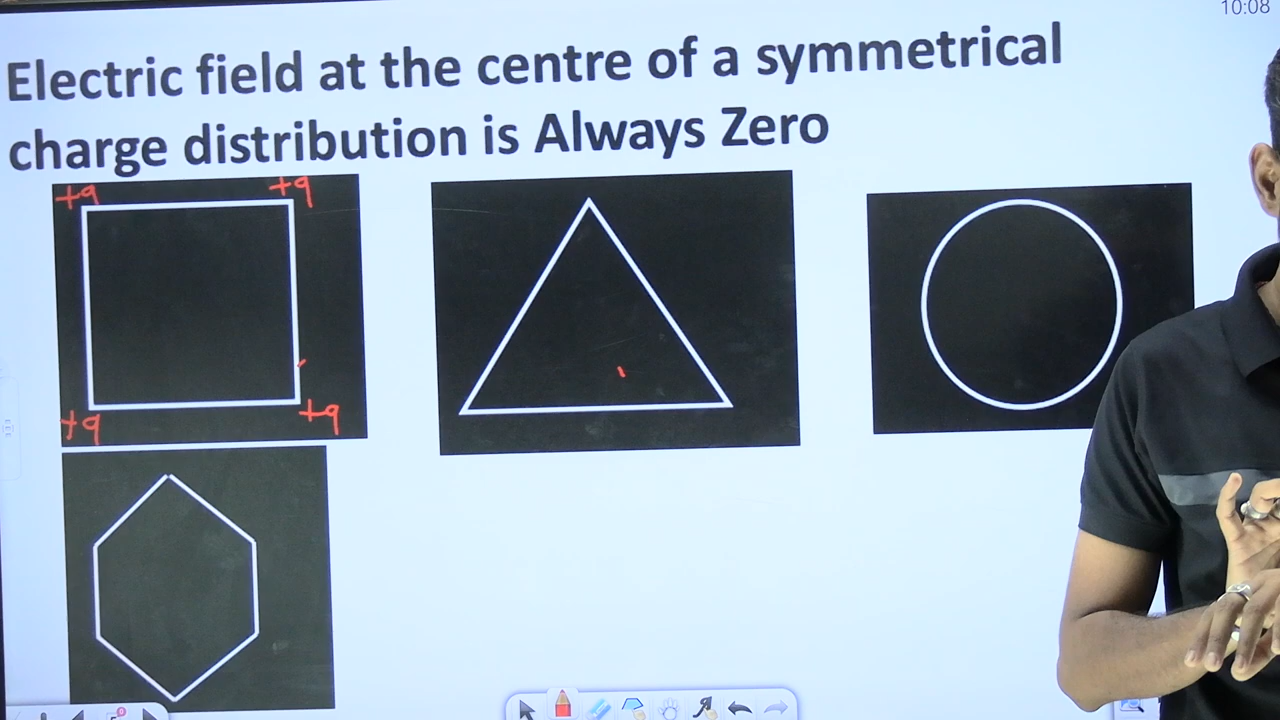 10:08
Electric field at the centre of a symmetrical
charge distribution is Always Zero
+q +q
+q +q